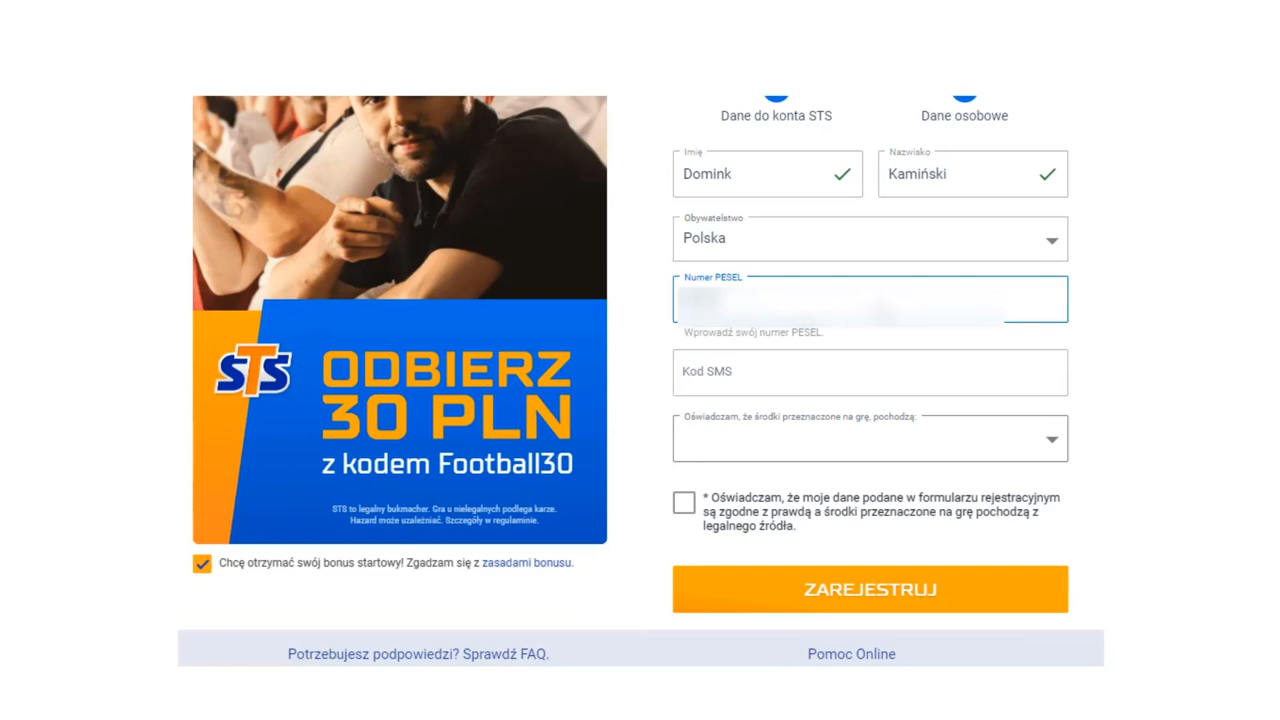 STS
ODBIERZ
30 PLN
z kodem Football30
STS to legalny bukmacher. Gra u nielegalnych podlega karze.
Hazard może uzależniać. Szczegóły w regulaminie.
Chcę otrzymać swój bonus startowy! Zgadzam się z zasadami bonusu.
Dane do konta STS
Dane osobowe
Imię
Domink
Nazwisko
Kamiński
Obywatelstwo
Polska
Numer PESEL
Wprowadź swój numer PESEL.
Kod SMS
Oświadczam, że środki przeznaczone na grę, pochodzą:
* Oświadczam, że moje dane podane w formularzu rejestracyjnym
są zgodne z prawdą a środki przeznaczone na grę pochodzą z
legalnego źródła.
ZAREJESTRUJ
Potrzebujesz podpowiedzi? Sprawdź FAQ.
Pomoc Online